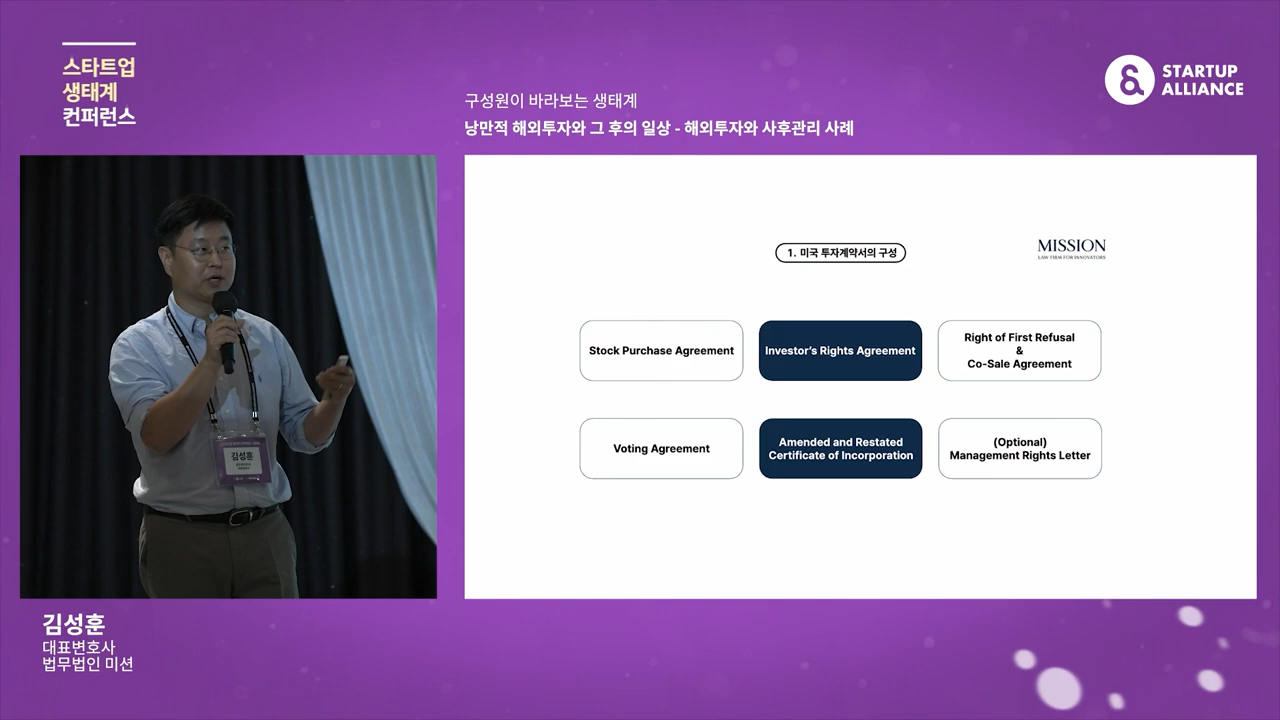 스타트업
생태계
컨퍼런스
구성원이 바라보는 생태계
낭만적 해외투자와 그 후의 일상 - 해외투자와 사후관리 사례
STARTUP
ALLIANCE
1. 미국 투자계약서의 구성
MISSION
LAW FIRM FOR INNOVATORS
Stock Purchase Agreement
Investor's Rights Agreement
Right of First Refusal
&
Co-Sale Agreement
Voting Agreement
Amended and Restated
Certificate of Incorporation
(Optional)
Management Rights Letter
김성훈
김성훈
대표변호사
법무법인 미션